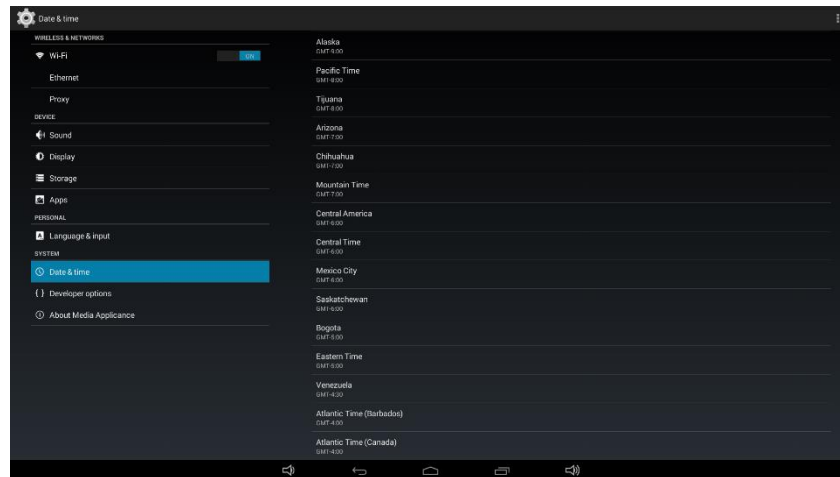 Date & time
WIRELESS & NETWORKS
Wi-Fi
ON
Ethernet
Proxy
DEVICE
Sound
Display
Storage
Apps
PERSONAL
A Language & input
SYSTEM
Date & time
{ } Developer options
About Media Applicance
Alaska
GMT-9:00
Pacific Time
GMT-8:00
Tijuana
GMT-8:00
Arizona
GMT-7:00
Chihuahua
GMT-7:00
Mountain Time
GMT-7:00
Central America
GMT-6:00
Central Time
GMT-6:00
Mexico City
GMT-6:00
Saskatchewan
GMT-6:00
Bogota
GMT-5:00
Eastern Time
GMT-5:00
Venezuela
GMT-4:30
Atlantic Time (Barbados)
GMT-4:00
Atlantic Time (Canada)
GMT-4:00